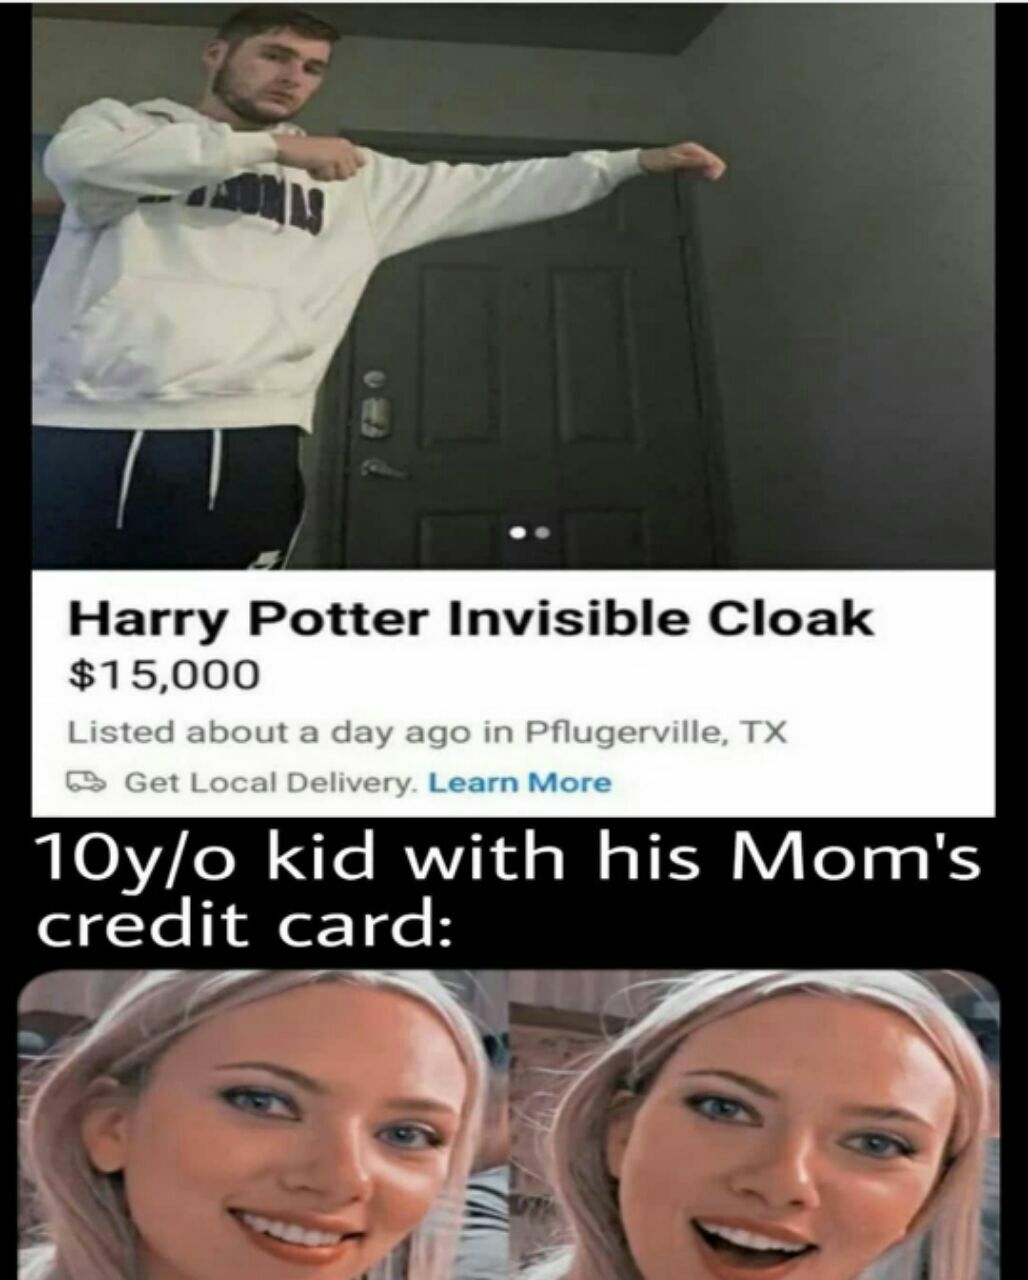 Harry Potter Invisible Cloak
$15,000
Listed about a day ago in Pflugerville, TX
Get Local Delivery. Learn More
10y/o kid with his Mom's
credit card: